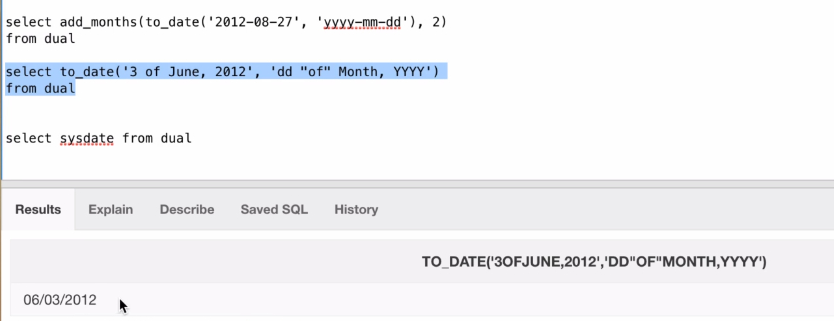 select add_months(to_date('2012-08-27', 'yyyy-mm-dd'), 2)
from dual
select to_date('3 of June, 2012', 'dd "of" Month, YYYY')
from dual
select sysdate from dual
Results Explain Describe Saved SQL History
TO_DATE('3OFJUNE,2012','DD"OF"MONTH,YYYY')
06/03/2012